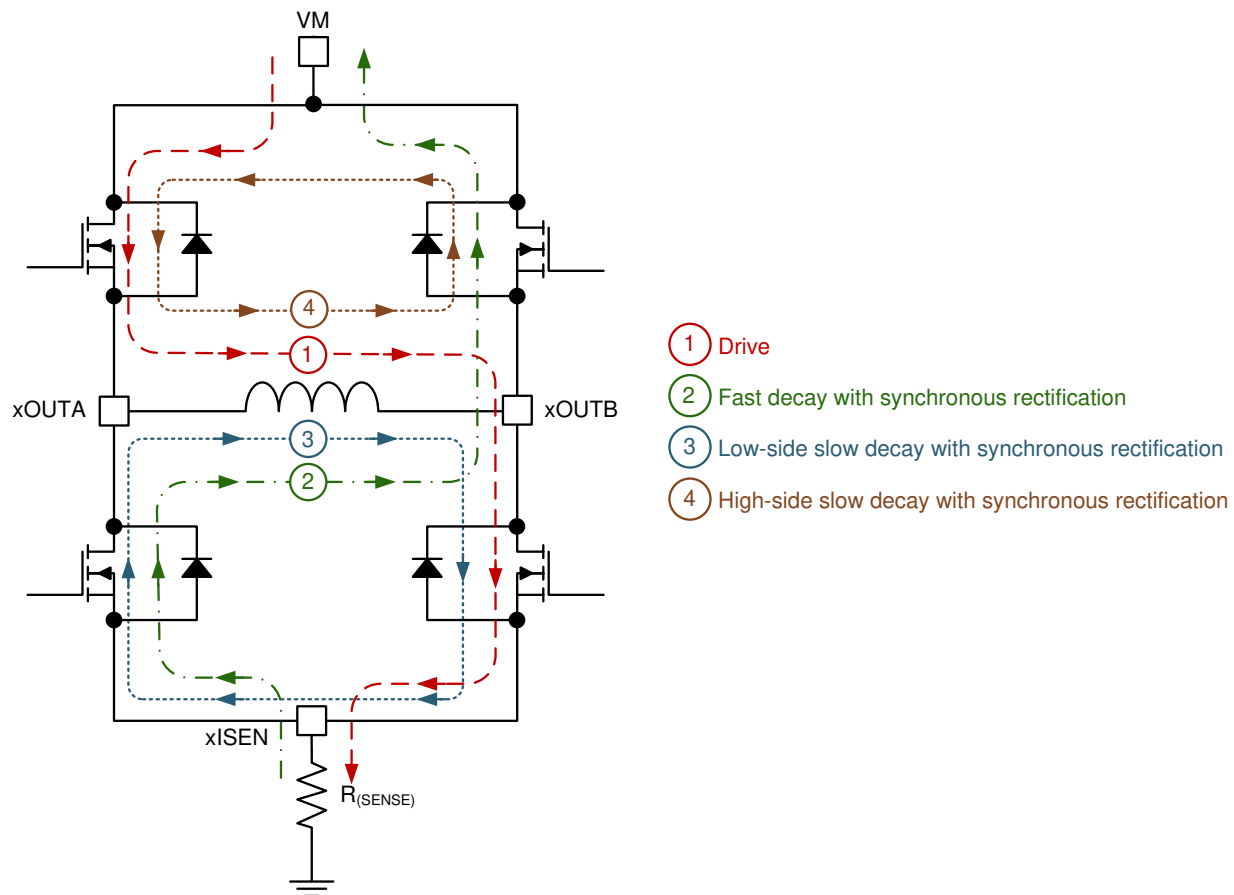 VM
4
1
xOUTA
xOUTB
3
2
xISEN
R(SENSE)
1 Drive
2 Fast decay with synchronous rectification
3 Low-side slow decay with synchronous rectification
4 High-side slow decay with synchronous rectification